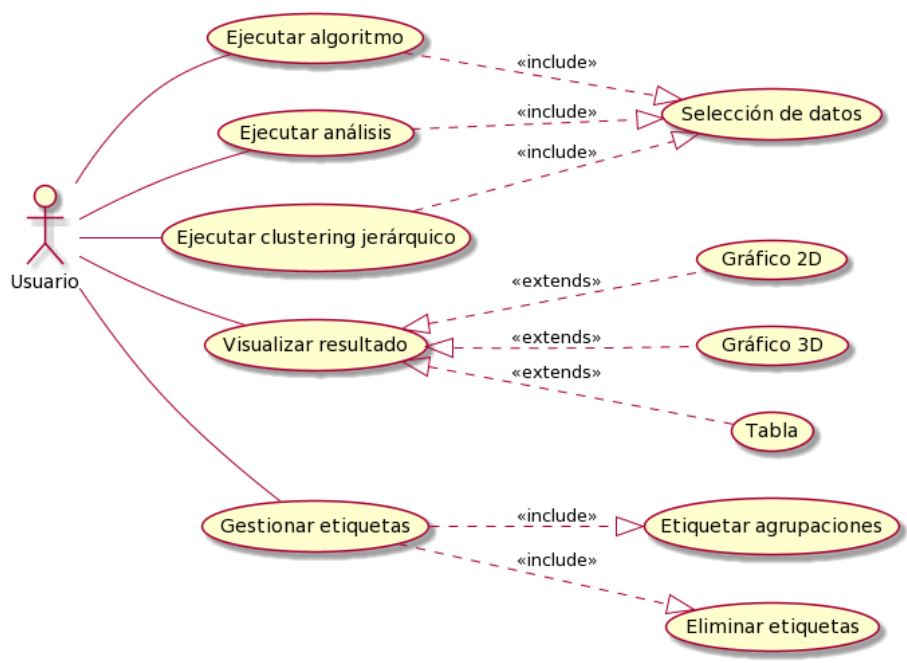 Ejecutar algoritmo
«include»
Selección de datos
Ejecutar análisis
«include»
«include»
Ejecutar clustering jerárquico
Usuario
Gráfico 2D
«extends»
Visualizar resultado
«extends»
Gráfico 3D
«extends»
Tabla
Gestionar etiquetas
«include»
Etiquetar agrupaciones
«include»
Eliminar etiquetas